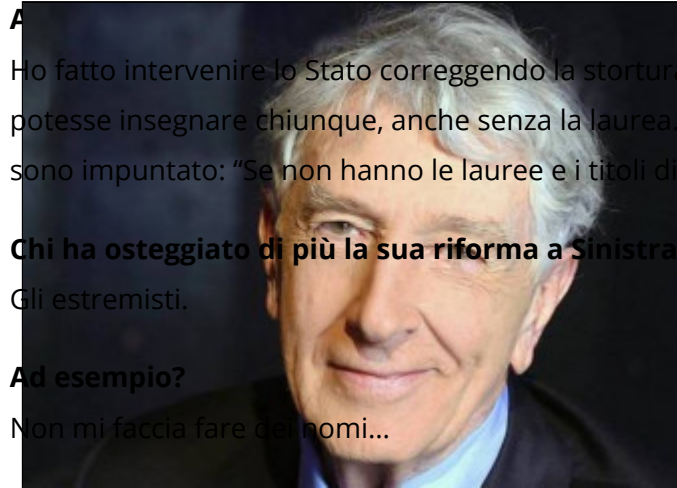 A
Ho fatto intervenire lo Stato correggendo la stortura
potesse insegnare chiunque, anche senza la laurea.
sono impuntato: “Se non hanno le lauree e i titoli di
Chi ha osteggiato di più la sua riforma a Sinistra
Gli estremisti.
Ad esempio?
Non mi faccia fare dei nomi...